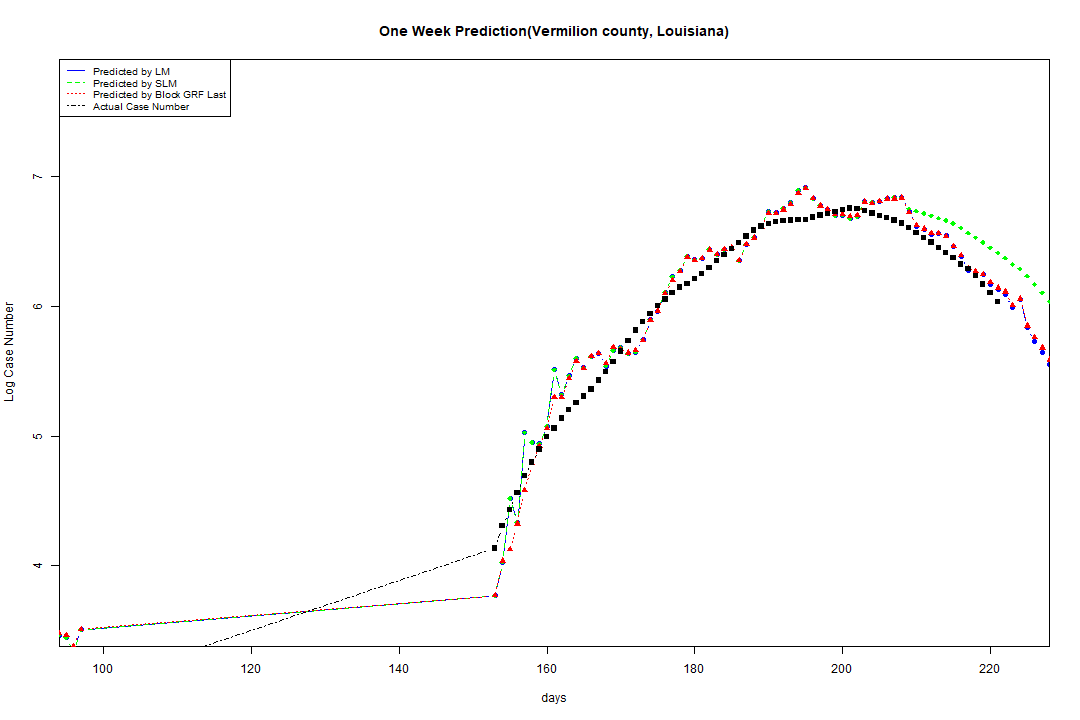 One Week Prediction(Vermilion county, Louisiana)
Predicted by LM
Predicted by SLM
Predicted by Block GRF Last
Actual Case Number
7
6
5
4
Log Case Number
100 120 140 160 180 200 220
days